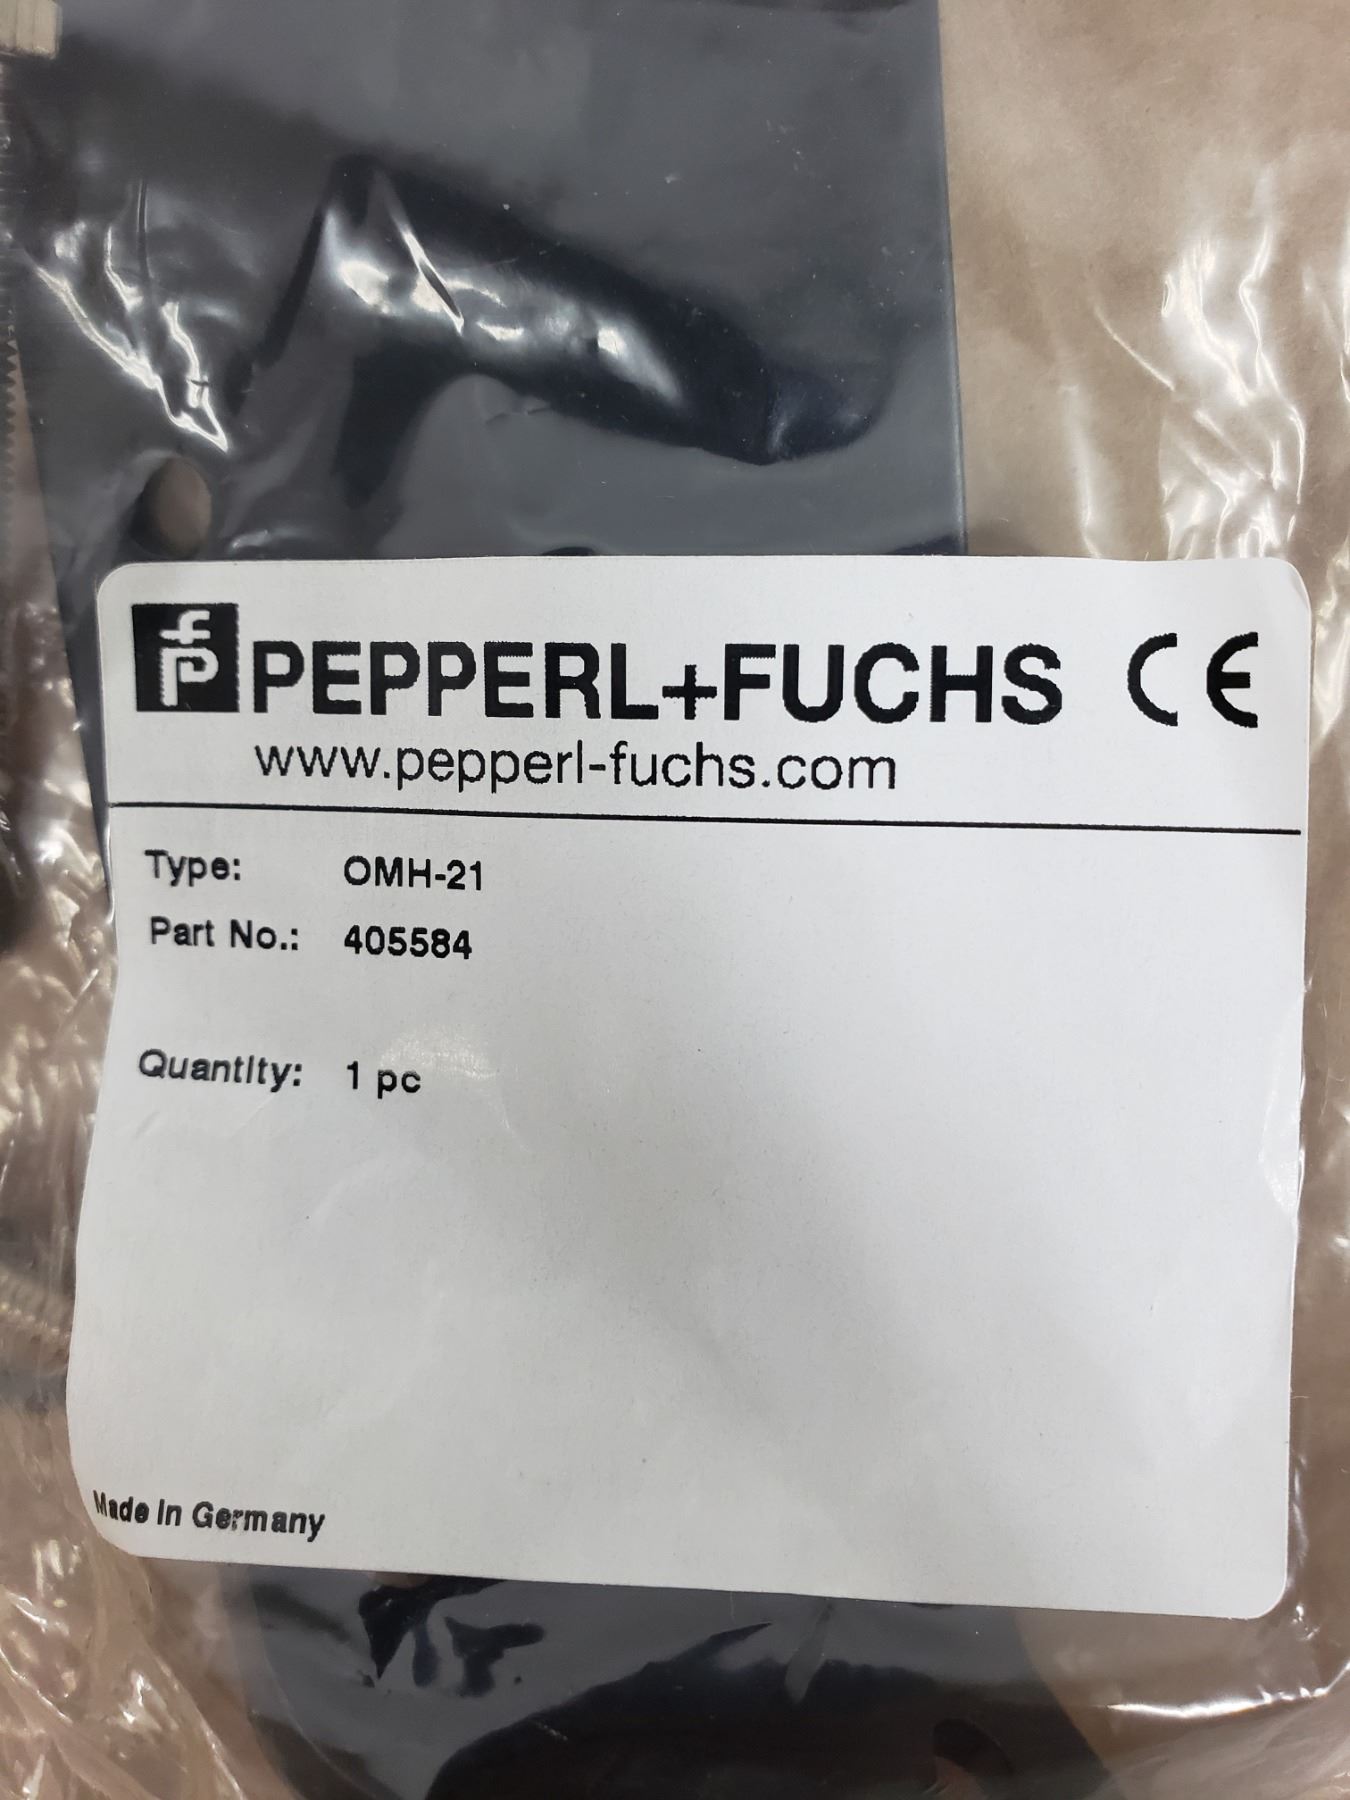 PEPPERL+FUCHS CE
www.pepperl-fuchs.com
Type: OMH-21
Part No.: 405584
Quantity: 1 pc
Made in Germany